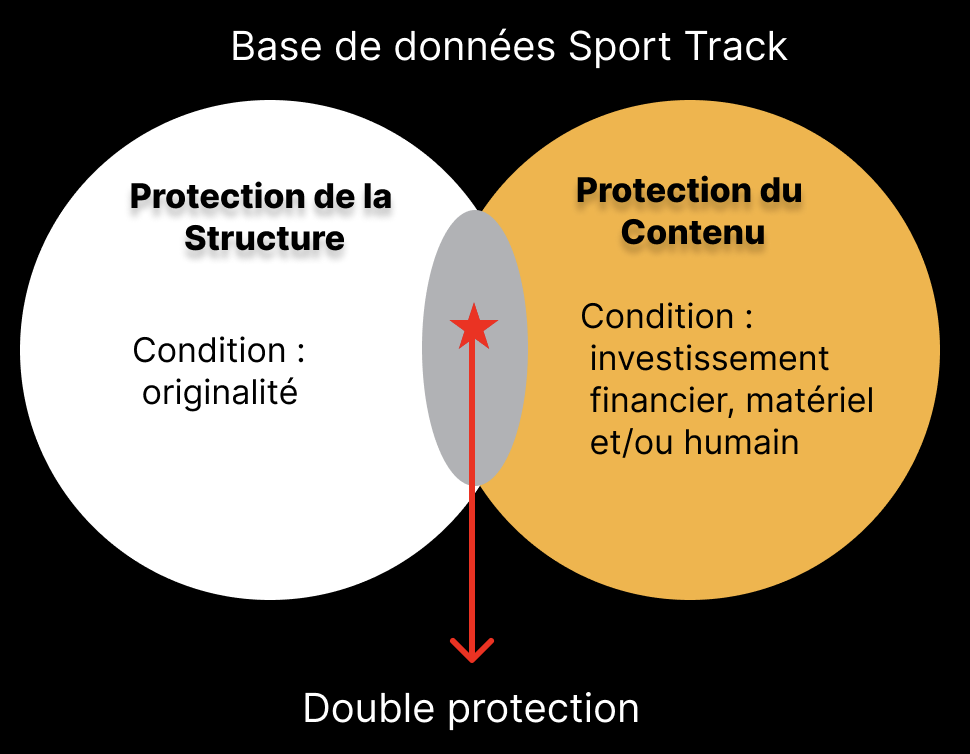 Base de données Sport Track
Protection de la
Structure
Condition :
originalité
Protection du
Contenu
Condition :
investissement
financier, matériel
et/ou humain
Double protection